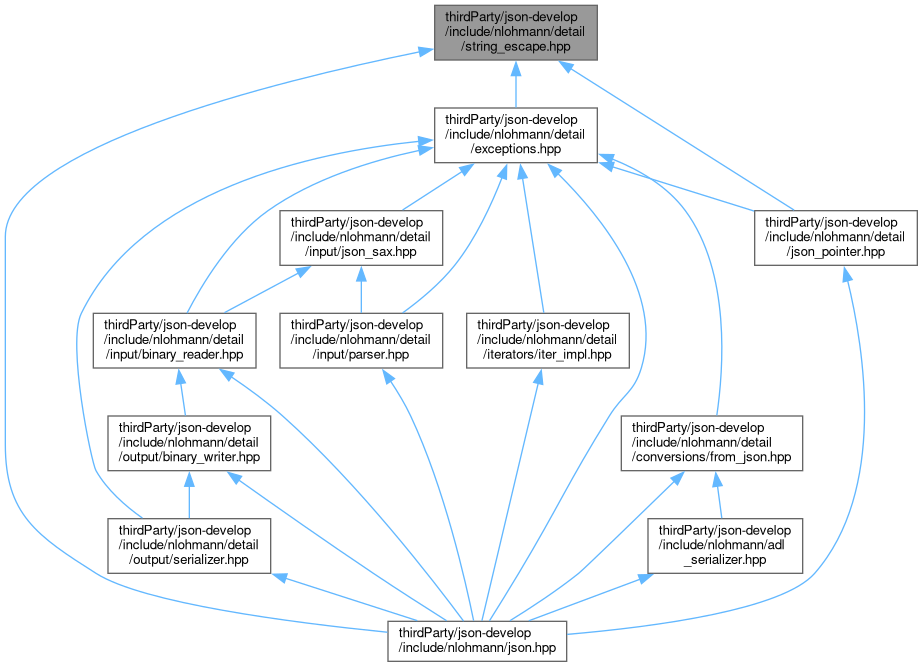 thirdParty/json-develop
/include/nlohmann/detail
/string_escape.hpp
thirdParty/json-develop
/include/nlohmann/detail
/exceptions.hpp
thirdParty/json-develop
/include/nlohmann/detail
/input/json_sax.hpp
thirdParty/json-develop
/include/nlohmann/detail
/json_pointer.hpp
thirdParty/json-develop
/include/nlohmann/detail
/input/binary_reader.hpp
thirdParty/json-develop
/include/nlohmann/detail
/input/parser.hpp
thirdParty/json-develop
/include/nlohmann/detail
/iterators/iter_impl.hpp
thirdParty/json-develop
/include/nlohmann/detail
/output/binary_writer.hpp
thirdParty/json-develop
/include/nlohmann/detail
/conversions/from_json.hpp
thirdParty/json-develop
/include/nlohmann/detail
/output/serializer.hpp
thirdParty/json-develop
/include/nlohmann/adl
_serializer.hpp
thirdParty/json-develop
/include/nlohmann/json.hpp